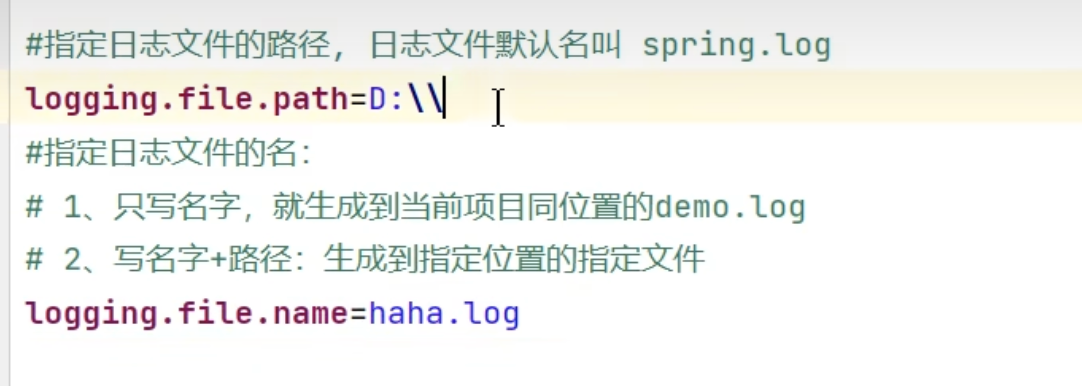 #指定日志文件的路径，日志文件默认名叫 spring.log
logging.file.path=D:\\
#指定日志文件的名：
# 1、只写名字，就生成到当前项目同位置的demo.log
# 2、写名字+路径：生成到指定位置的指定文件
logging.file.name=haha.log